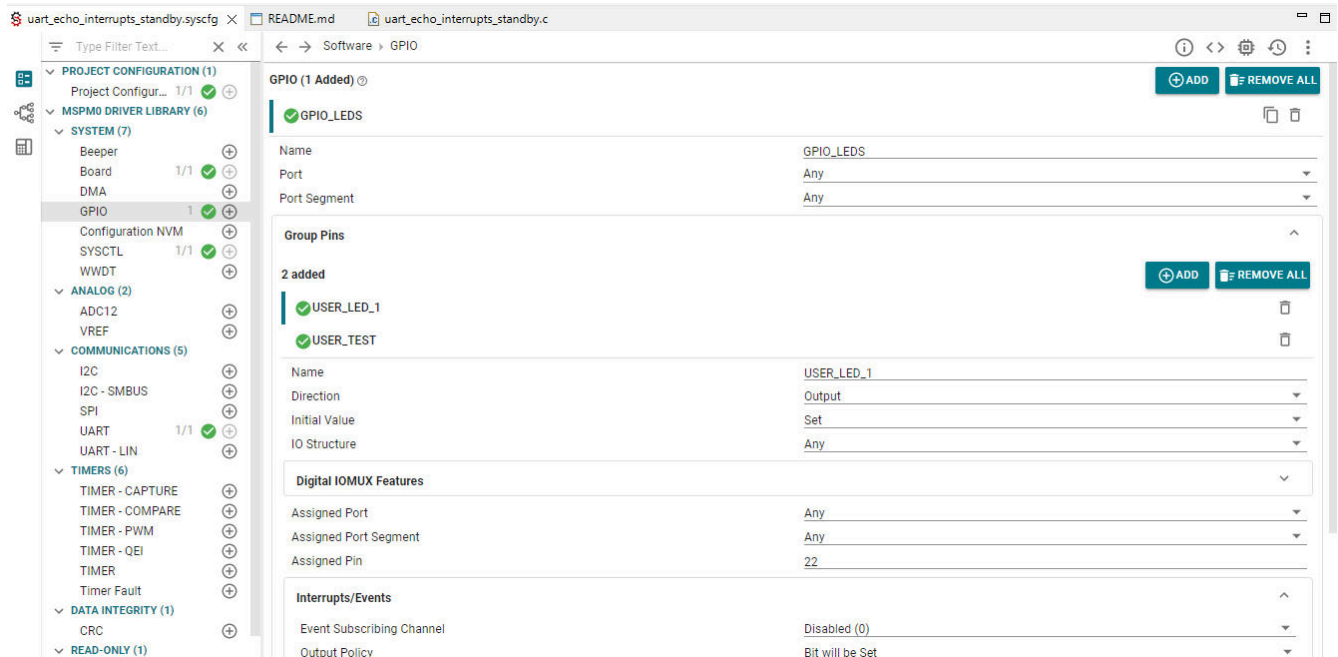 uart_echo_interrupts_standby.syscfg
README.md
uart_echo_interrupts_standby.c
Type Filter Text...
Software
GPIO
PROJECT CONFIGURATION (1)
Project Configur... 1/1
MSPM0 DRIVER LIBRARY (6)
SYSTEM (7)
Beeper
Board 1/1
DMA
GPIO 1
Configuration NVM
SYSCTL 1/1
WWDT
ANALOG (2)
ADC12
VREF
COMMUNICATIONS (5)
I2C
I2C - SMBUS
SPI
UART 1/1
UART - LIN
TIMERS (6)
TIMER - CAPTURE
TIMER - COMPARE
TIMER - PWM
TIMER - QEI
TIMER
Timer Fault
DATA INTEGRITY (1)
CRC
READ-ONLY (1)
GPIO (1 Added)
ADD
REMOVE ALL
GPIO_LEDS
Name GPIO_LEDS
Port Any
Port Segment Any
Group Pins
2 added
ADD
REMOVE ALL
USER_LED_1
USER_TEST
Name USER_LED_1
Direction Output
Initial Value Set
IO Structure Any
Digital IOMUX Features
Assigned Port Any
Assigned Port Segment Any
Assigned Pin 22
Interrupts/Events
Event Subscribing Channel Disabled (0)
Output Policy Bit will be Set